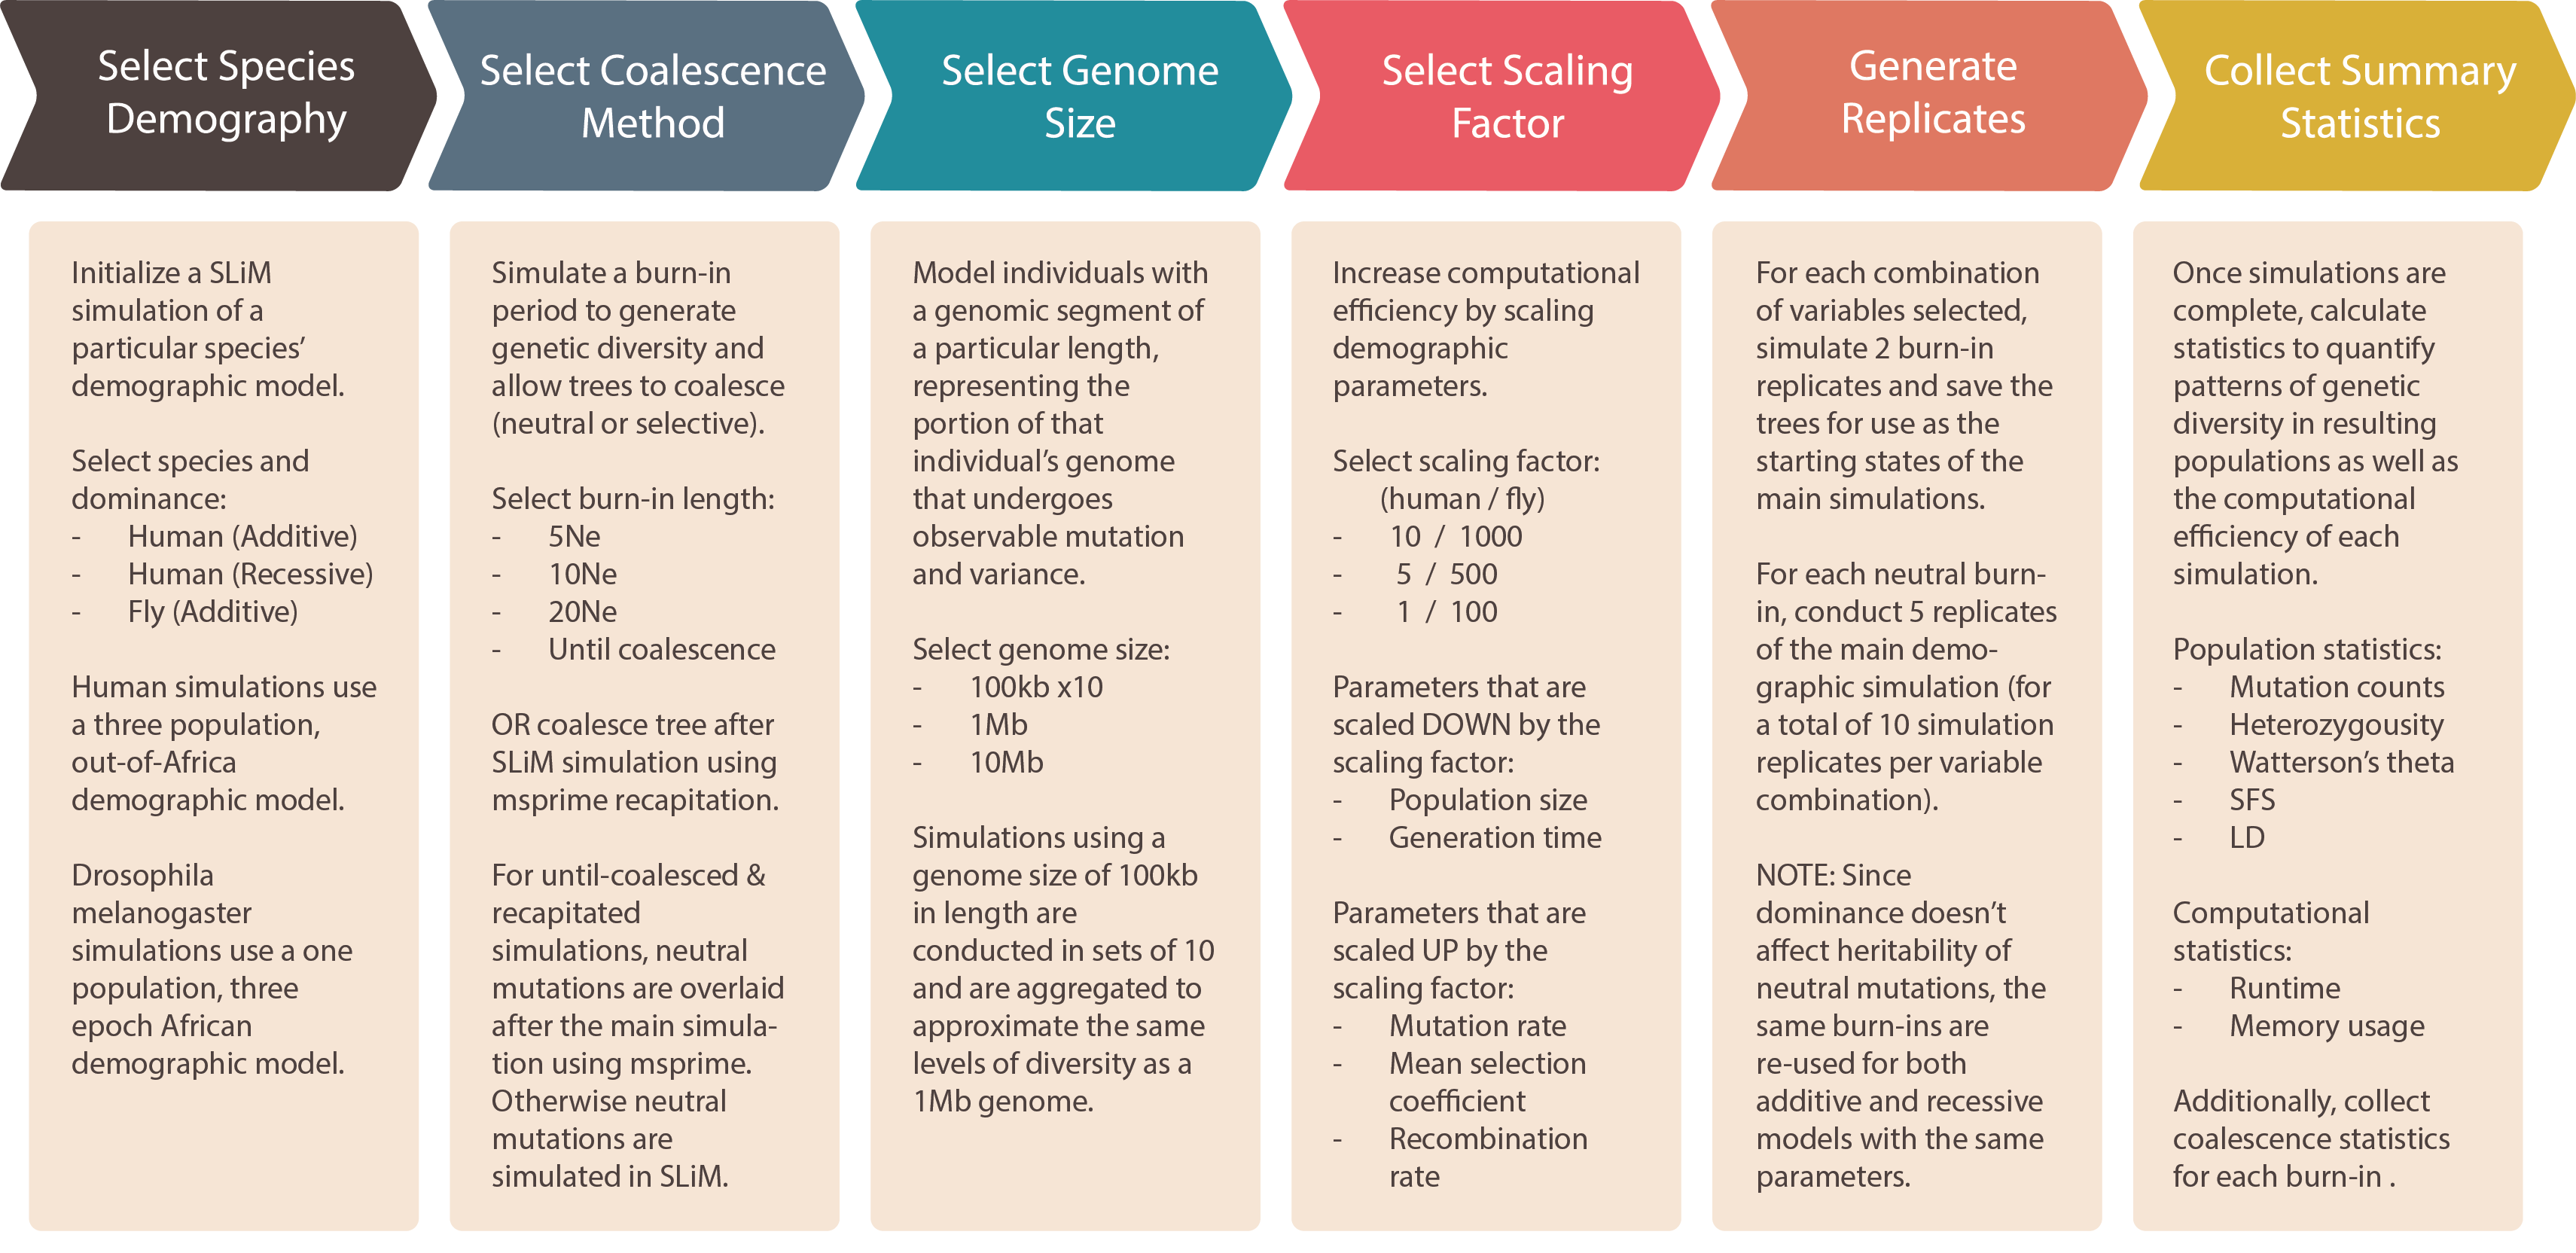 Select Species
Demography
Select Coalescence
Method
Select Genome
Size
Select Scaling
Factor
Generate
Replicates
Collect Summary
Statistics
Initialize a SLiM
simulation of a
particular species’
demographic model.
Select species and
dominance:
- Human (Additive)
- Human (Recessive)
- Fly (Additive)
Human simulations use
a three population,
out-of-Africa
demographic model.
Drosophila
melanogaster
simulations use a one
population, three
epoch African
demographic model.
Simulate a burn-in
period to generate
genetic diversity and
allow trees to coalesce
(neutral or selective).
Select burn-in length:
- 5Ne
- 10Ne
- 20Ne
- Until coalescence
OR coalesce tree after
SLiM simulation using
msprime recapitation.
For until-coalesced &
recapitated
simulations, neutral
mutations are overlaid
after the main simula-
tion using msprime.
Otherwise neutral
mutations are
simulated in SLiM.
Model individuals with
a genomic segment of
a particular length,
representing the
portion of that
individual’s genome
that undergoes
observable mutation
and variance.
Select genome size:
- 100kb x10
- 1Mb
- 10Mb
Simulations using a
genome size of 100kb
in length are
conducted in sets of 10
and are aggregated to
approximate the same
levels of diversity as a
1Mb genome.
Increase computational
efficiency by scaling
demographic
parameters.
Select scaling factor:
(human / fly)
- 10 / 1000
- 5 / 500
- 1 / 100
Parameters that are
scaled DOWN by the
scaling factor:
- Population size
- Generation time
Parameters that are
scaled UP by the
scaling factor:
- Mutation rate
- Mean selection
coefficient
- Recombination
rate
For each combination
of variables selected,
simulate 2 burn-in
replicates and save the
trees for use as the
starting states of the
main simulations.
For each neutral burn-
in, conduct 5 replicates
of the main demo-
graphic simulation (for
a total of 10 simulation
replicates per variable
combination).
NOTE: Since
dominance doesn’t
affect heritability of
neutral mutations, the
same burn-ins are
re-used for both
additive and recessive
models with the same
parameters.
Once simulations are
complete, calculate
statistics to quantify
patterns of genetic
diversity in resulting
populations as well as
the computational
efficiency of each
simulation.
Population statistics:
- Mutation counts
- Heterozygousity
- Watterson’s theta
- SFS
- LD
Computational
statistics:
- Runtime
- Memory usage
Additionally, collect
coalescence statistics
for each burn-in .